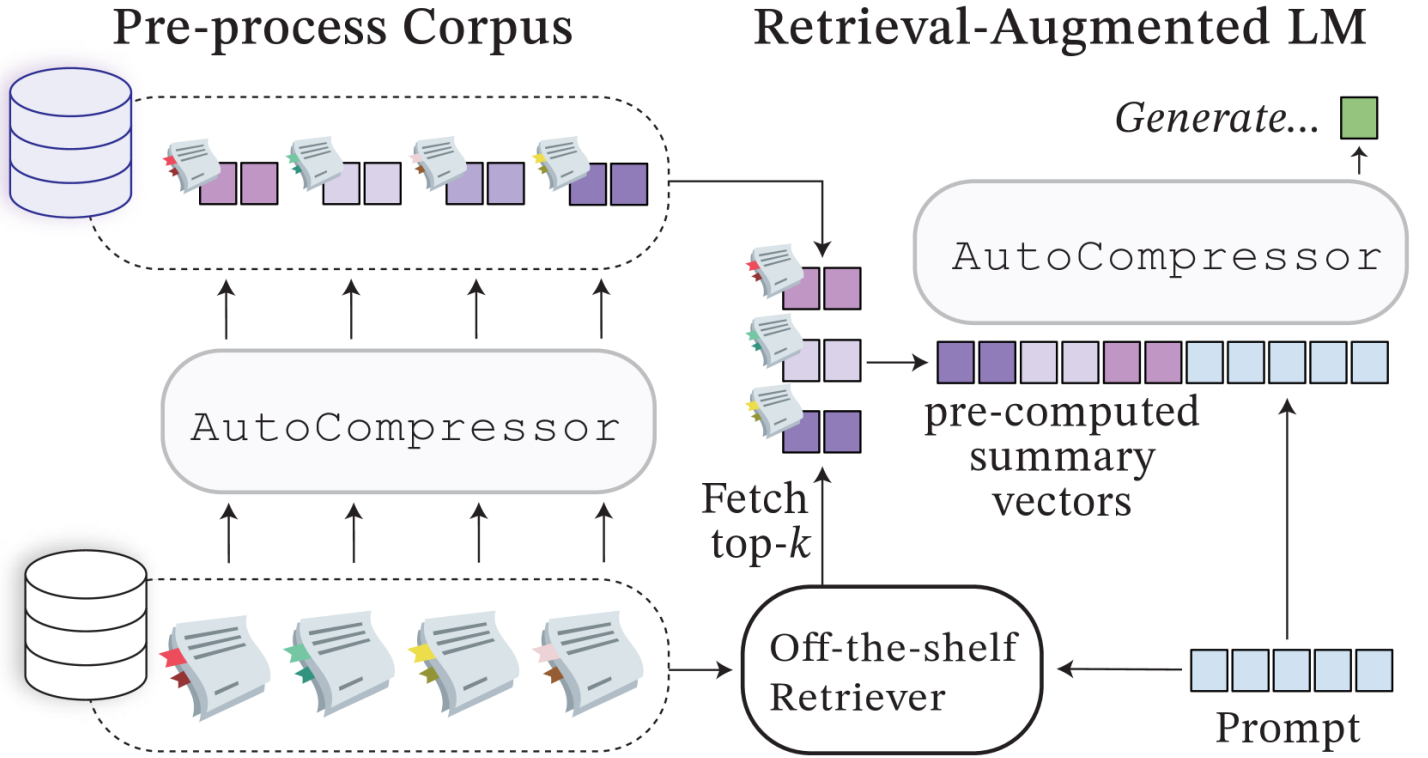 Pre-process Corpus
Retrieval-Augmented LM
Generate...
AutoCompressor
AutoCompressor
pre-computed
summary
vectors
Fetch
top-k
Off-the-shelf
Retriever
Prompt